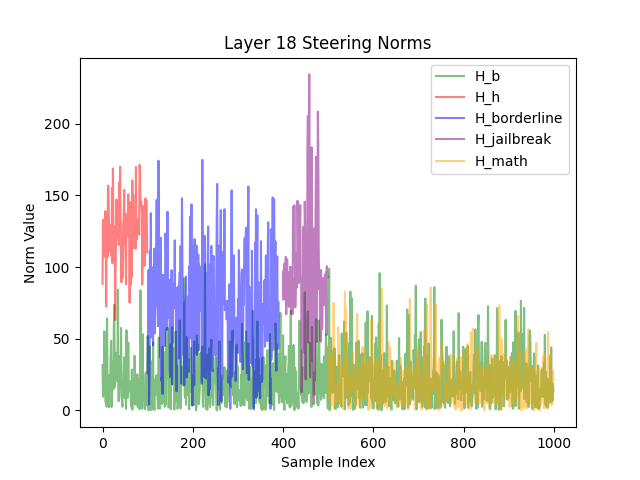 Layer 18 Steering Norms
H_b
H_h
H_borderline
H_jailbreak
H_math
Norm Value
200
150
100
50
0
0
200
400
600
800
1000
Sample Index